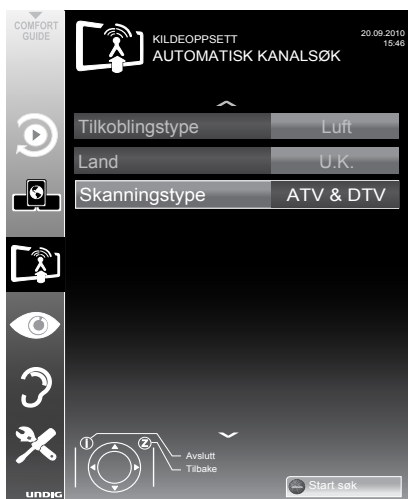 COMFORT
GUIDE
KILDEOPPSETT
AUTOMATISK KANALSØK
20.09.2010
15:46
Tilkoblingstype Luft
Land U.K.
Skanningstype ATV & DTV
Z
Avslutt
Tilbake
Start søk
UNDIG